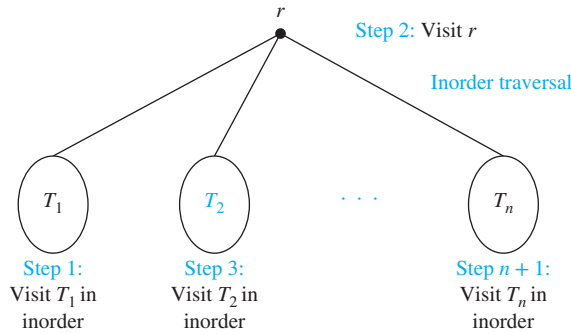 r
Step 2: Visit r
Inorder traversal
T₁
T₂
. . .
Tₙ
Step 1:
Visit T₁ in
inorder
Step 3:
Visit T₂ in
inorder
Step n + 1:
Visit Tₙ in
inorder